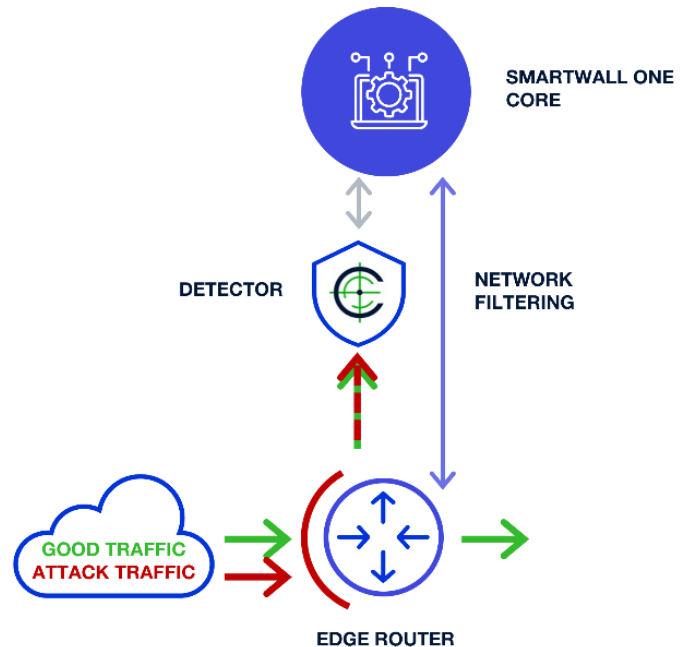 SMARTWALL ONE
CORE
DETECTOR
NETWORK
FILTERING
GOOD TRAFFIC
ATTACK TRAFFIC
EDGE ROUTER